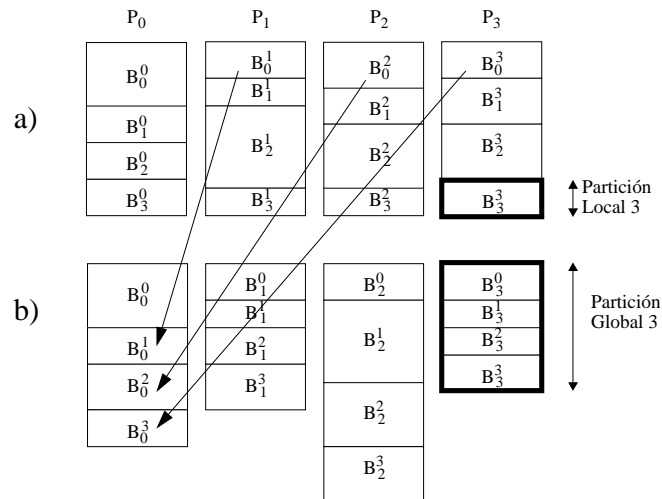 P₀ P₁ P₂ P₃
a)
B₀⁰ B₀¹ B₀² B₀³
B₁⁰ B₁¹ B₁² B₁³
B₂⁰ B₂¹ B₂² B₂³
B₃⁰ B₃¹ B₃² B₃³
Partición
Local 3
b)
B₀⁰ B₁⁰ B₂⁰ B₃⁰
B₀¹ B₁¹ B₂¹ B₃¹
B₀² B₁² B₂² B₃²
B₀³ B₁³ B₂³ B₃³
Partición
Global 3